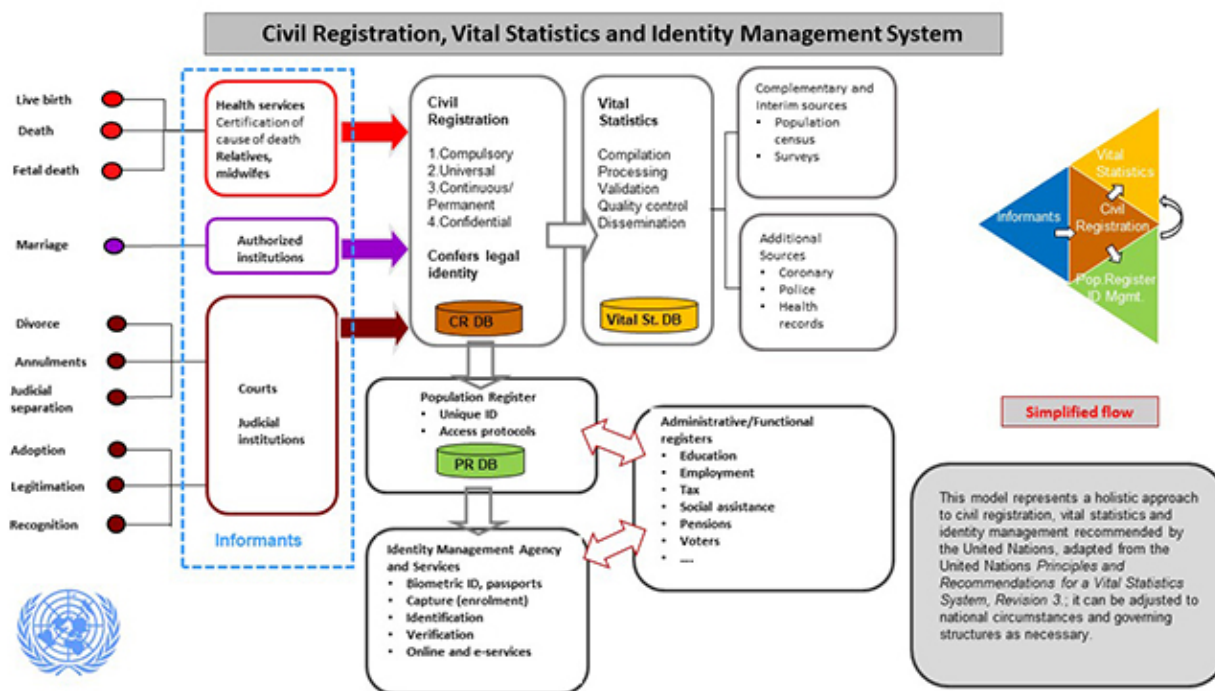 Civil Registration, Vital Statistics and Identity Management System
Live birth
Death
Fetal death
Marriage
Divorce
Annulments
Judicial
separation
Adoption
Legitimation
Recognition
Health services
Certification of
cause of death
Relatives,
midwifes
Authorized
institutions
Courts
Judicial
institutions
Informants
Civil
Registration
1.Compulsory
2.Universal
3.Continuous/
Permanent
4.Confidential
Confers legal
identity
CR DB
Vital
Statistics
Compilation
Processing
Validation
Quality control
Dissemination
Vital St. DB
Complementary and
Interim sources
• Population
census
• Surveys
Additional
Sources
• Coronary
• Police
• Health
records
Population Register
• Unique ID
• Access protocols
PR DB
Administrative/Functional
registers
• Education
• Employment
• Tax
• Social assistance
• Pensions
• Voters
• ....
Identity Management Agency
and Services
• Biometric ID, passports
• Capture (enrolment)
• Identification
• Verification
• Online and e-services
Vital
Statistics
Informants
Civil
Registration
Pop.Register
ID Mgmt.
Simplified flow
This model represents a holistic approach
to civil registration, vital statistics and
identity management recommended by
the United Nations, adapted from the
United Nations Principles and
Recommendations for a Vital Statistics
System, Revision 3.; it can be adjusted to
national circumstances and governing
structures as necessary.